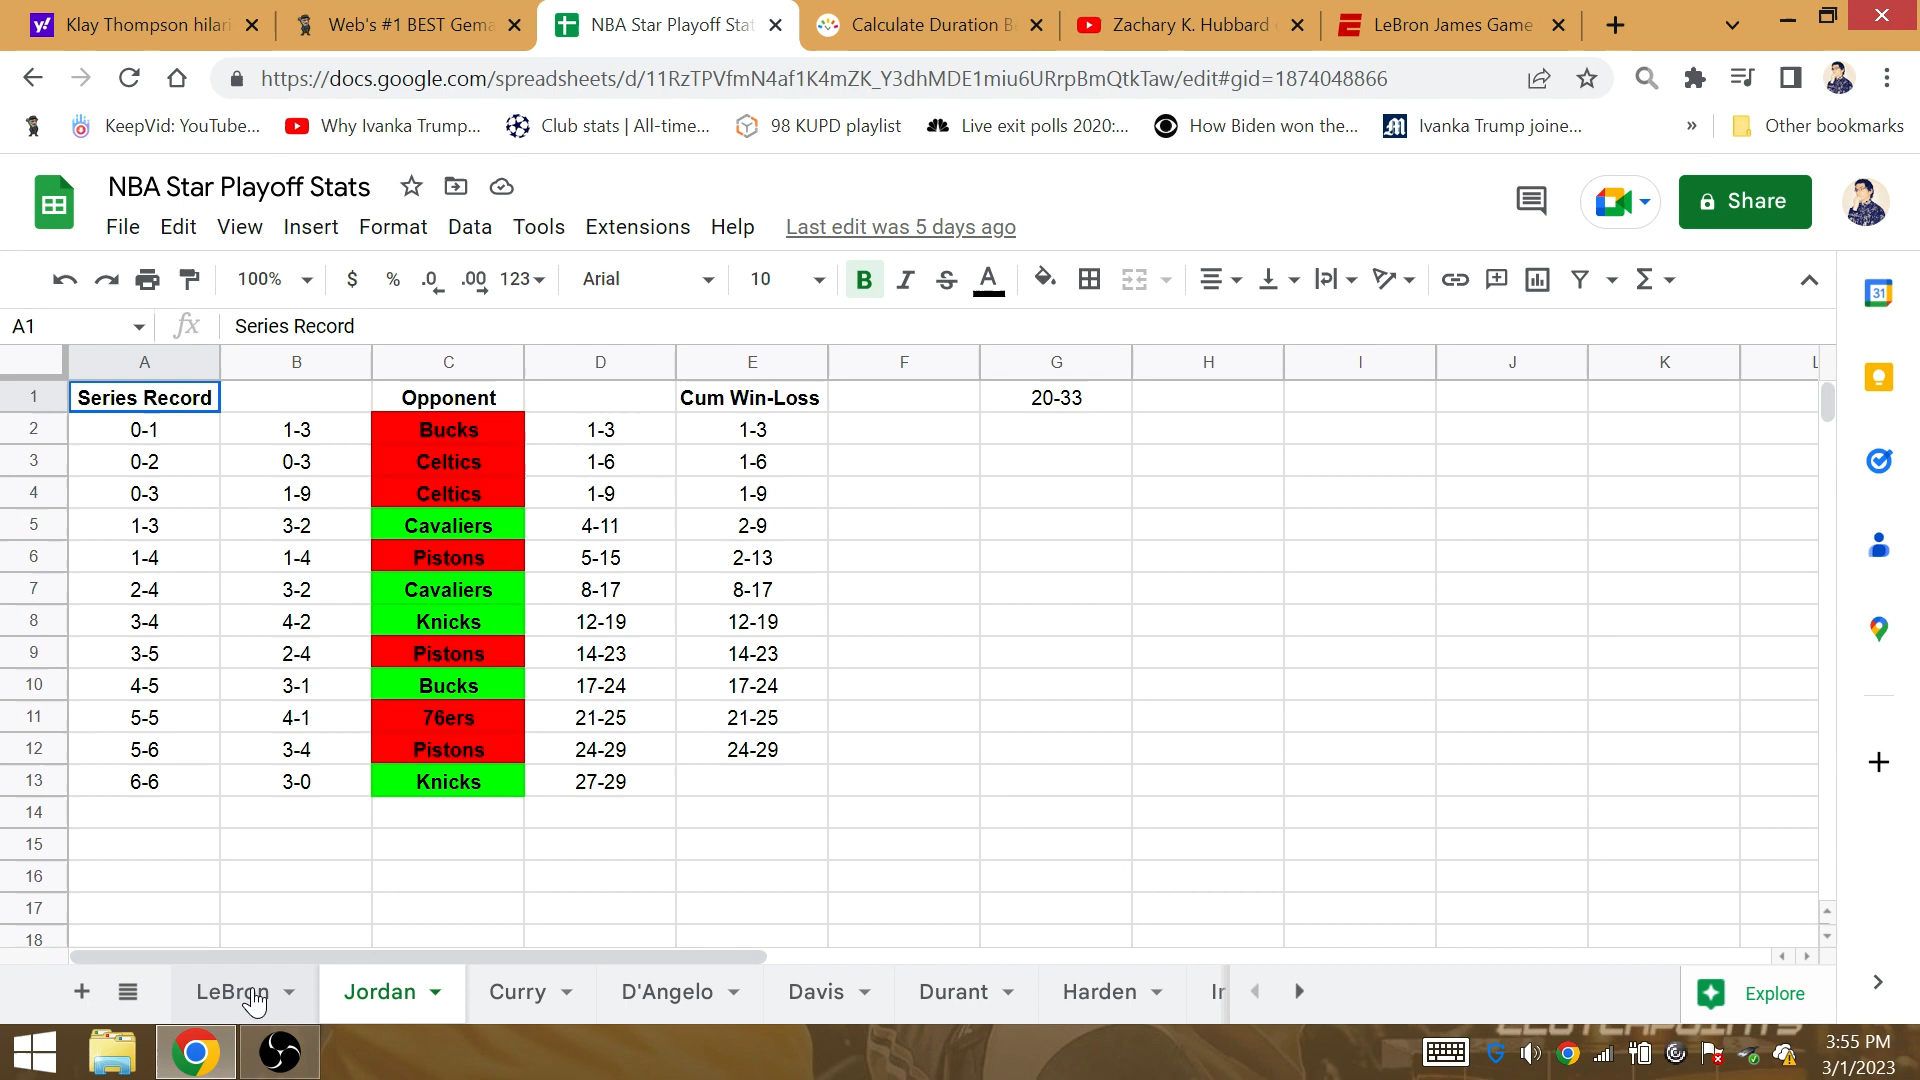 Klay Thompson hilari
Web's #1 BEST Gema
NBA Star Playoff Stat
Calculate Duration B
Zachary K. Hubbard
LeBron James Game
https://docs.google.com/spreadsheets/d/11RzTPVfmN4af1K4mZK_Y3dhMDE1miu6URrpBmQtkTaw/edit#gid=1874048866
KeepVid: YouTube... Why Ivanka Trump... Club stats | All-time... 98 KUPD playlist Live exit polls 2020:... How Biden won the... Ivanka Trump joine... » Other bookmarks
NBA Star Playoff Stats
Share
File Edit View Insert Format Data Tools Extensions Help Last edit was 5 days ago
100% $ % .0 .00 123 Arial 10 B I S A
31
A1 fx Series Record
A B C D E F G H I J K L
1 Series Record Opponent Cum Win-Loss 20-33
2 0-1 1-3 Bucks 1-3 1-3
3 0-2 0-3 Celtics 1-6 1-6
4 0-3 1-9 Celtics 1-9 1-9
5 1-3 3-2 Cavaliers 4-11 2-9
6 1-4 1-4 Pistons 5-15 2-13
7 2-4 3-2 Cavaliers 8-17 8-17
8 3-4 4-2 Knicks 12-19 12-19
9 3-5 2-4 Pistons 14-23 14-23
10 4-5 3-1 Bucks 17-24 17-24
11 5-5 4-1 76ers 21-25 21-25
12 5-6 3-4 Pistons 24-29 24-29
13 6-6 3-0 Knicks 27-29
14
15
16
17
18
LeBron Jordan Curry D'Angelo Davis Durant Harden Ir Explore
3:55 PM
3/1/2023